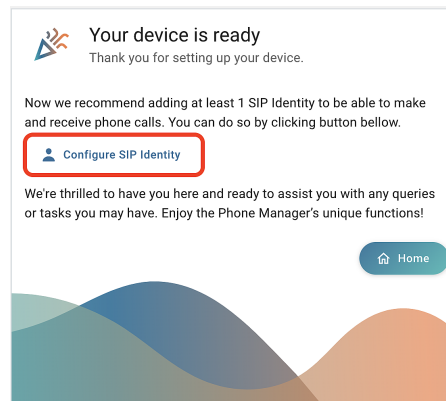 Your device is ready
Thank you for setting up your device.
Now we recommend adding at least 1 SIP Identity to be able to make
and receive phone calls. You can do so by clicking button bellow.
Configure SIP Identity
We're thrilled to have you here and ready to assist you with any queries
or tasks you may have. Enjoy the Phone Manager's unique functions!
Home